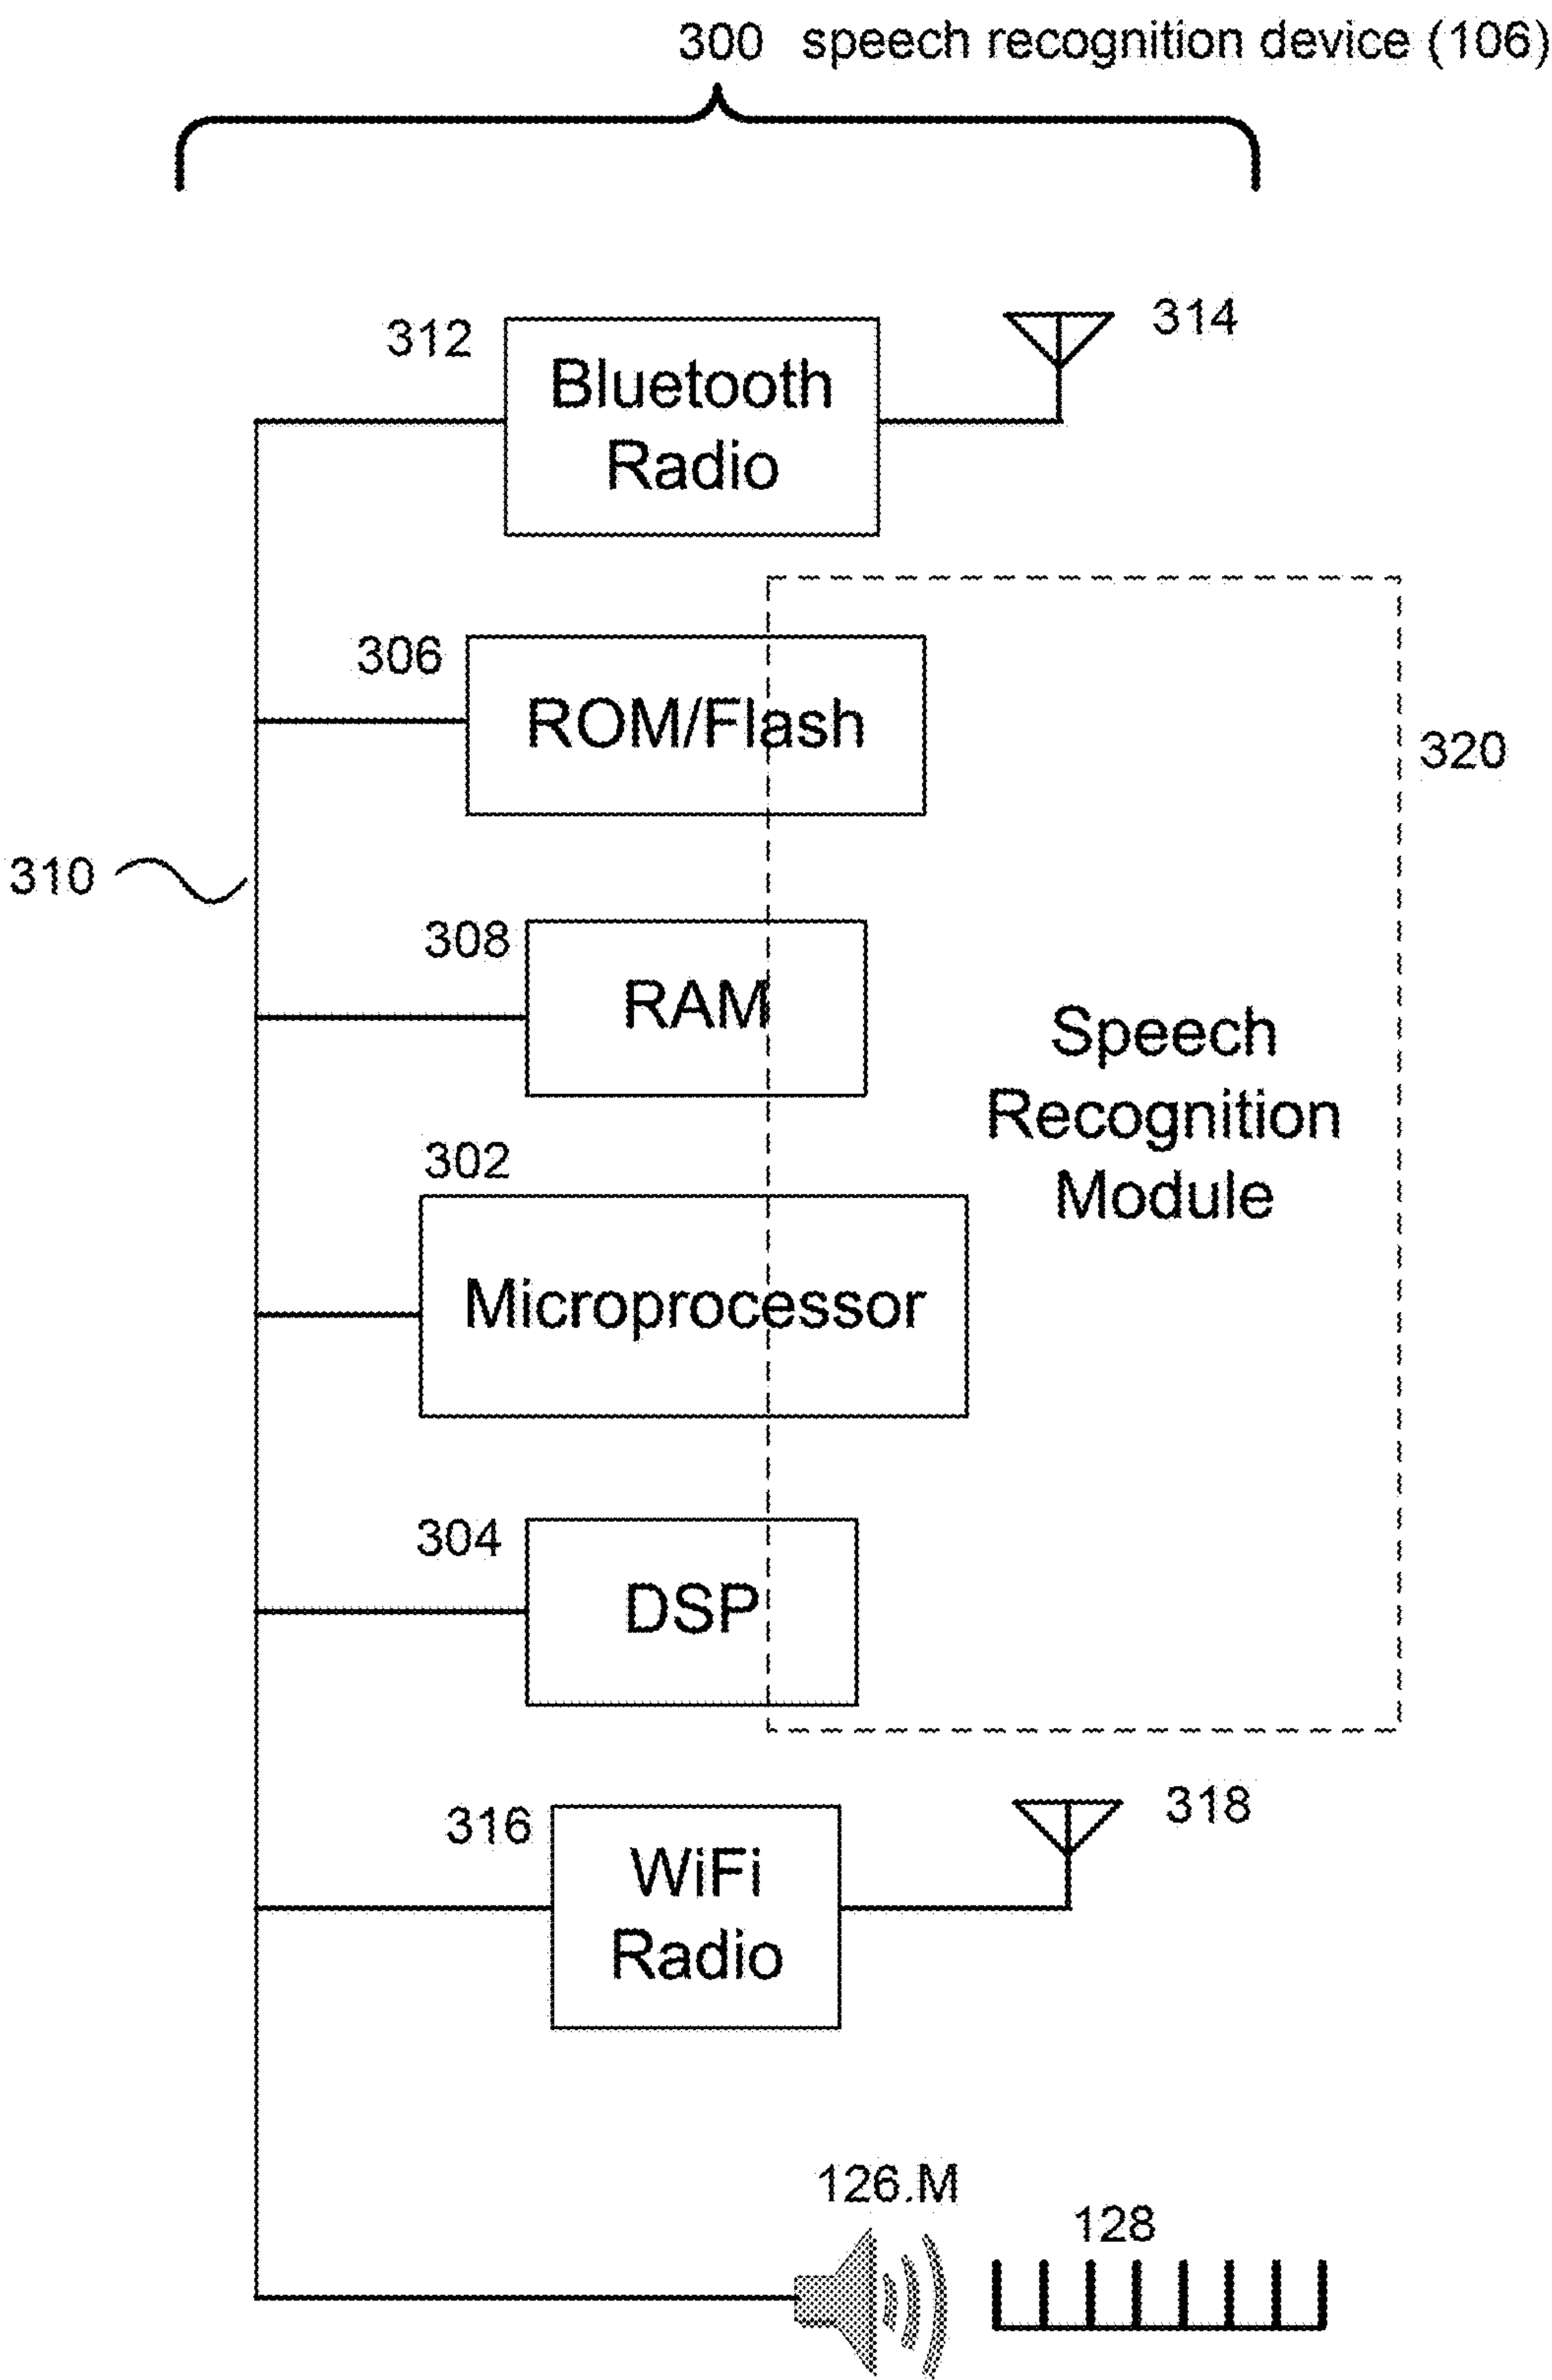 300 speech recognition device (106)
312
Bluetooth
Radio
314
306
ROM/Flash
320
310
308
RAM
Speech
Recognition
Module
302
Microprocessor
304
DSP
316
WiFi
Radio
318
126.M
128